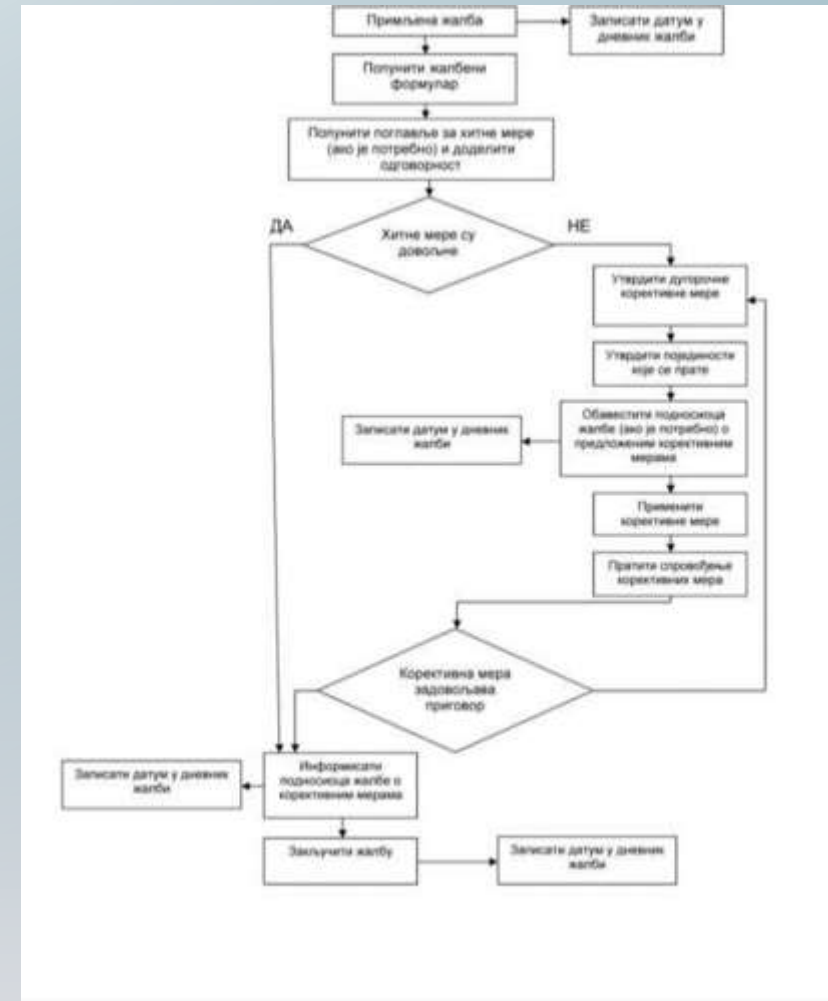 Примљена жалба
Записати датум у
дневник жалби
Попунити жалбени
формулар
Попунити поглавље за хитне мере
(ако је потребно) и доделити
одговорност
ДА
Хитне мере су
довољне
НЕ
Утврдити дугорочне
корективне мере
Утврдити појединости
које се прате
Обавестити подносиоца
жалбе (ако је потребно) о
предложеним корективним
мерама
Записати датум у дневник
жалби
Применити
корективне мере
Пратити спровођење
корективних мера
Корективна мера
задовољава
приговор
Информисати
подносиоца жалбе о
корективним мерама
Записати датум у дневник
жалби
Закључити жалбу
Записати датум у дневник
жалби